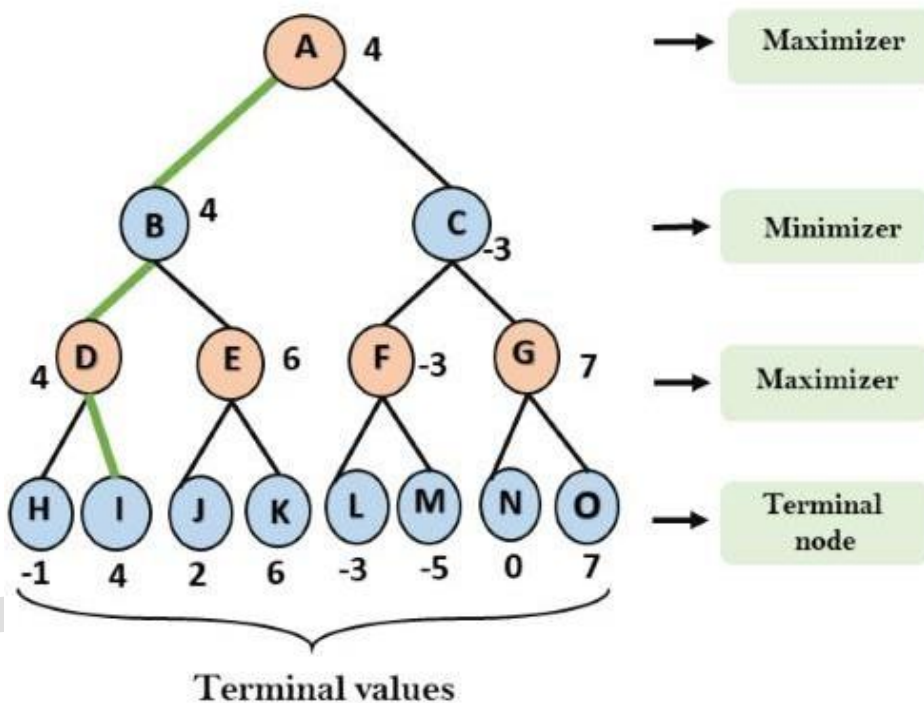 A 4
Maximizer
B 4
C -3
Minimizer
4 D
E 6
F -3
G 7
Maximizer
H I J K L M N O
Terminal
node
-1 4 2 6 -3 -5 0 7
Terminal values